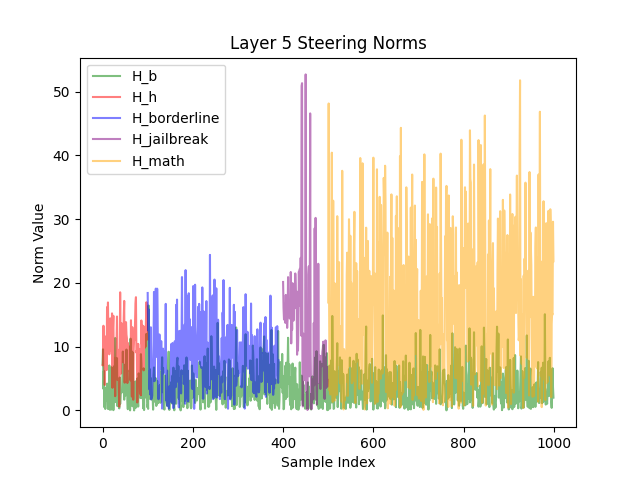 Layer 5 Steering Norms
H_b
H_h
H_borderline
H_jailbreak
H_math
Norm Value
50
40
30
20
10
0
0
200
400
600
800
1000
Sample Index